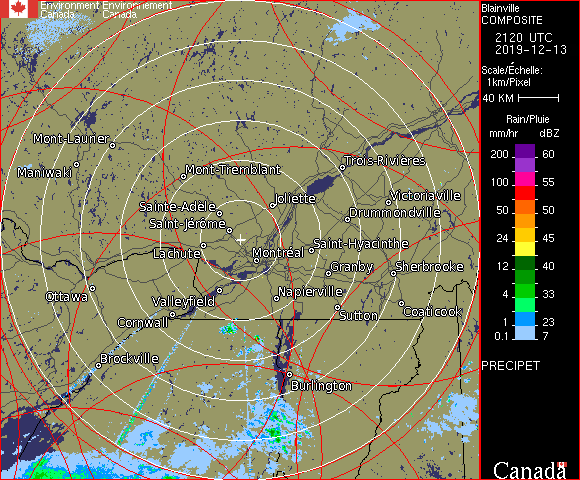 Environment Environnement
Canada Canada
Blainville
COMPOSITE
2120 UTC
2019-12-13
Scale/Échelle:
1km/Pixel
40 KM
Rain/Pluie
mm/hr dBZ
200 60
100 55
50 50
24 45
12 40
4 33
1 23
0.1 7
PRECIPET
Canada
Mont-Laurier
Maniwaki
Mont-Tremblant
Trois-Rivières
Joliette
Victoriaville
Sainte-Adèle
Drummondville
Saint-Jérôme
Saint-Hyacinthe
Lachute
Montréal
Granby
Sherbrooke
Ottawa
Valleyfield
Napierville
Cornwall
Sutton
Coaticook
Brockville
Burlington